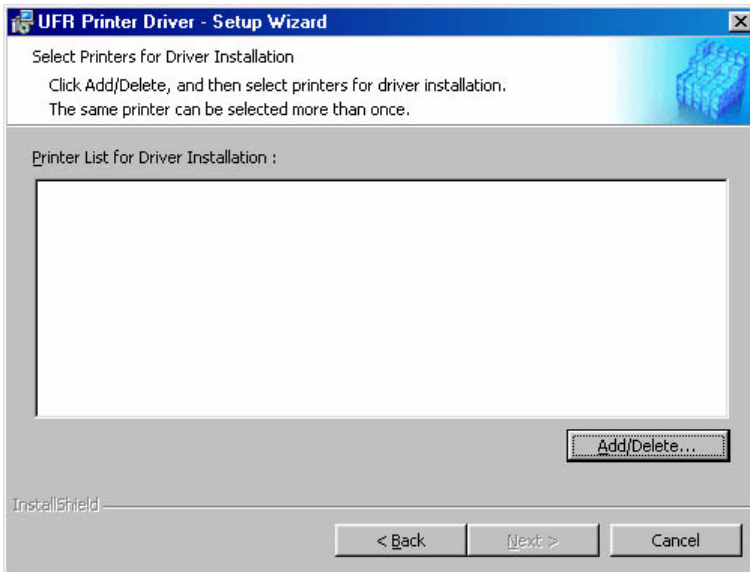 UFR Printer Driver - Setup Wizard
Select Printers for Driver Installation
Click Add/Delete, and then select printers for driver installation.
The same printer can be selected more than once.
Printer List for Driver Installation :
Add/Delete...
InstallShield
< Back Next > Cancel